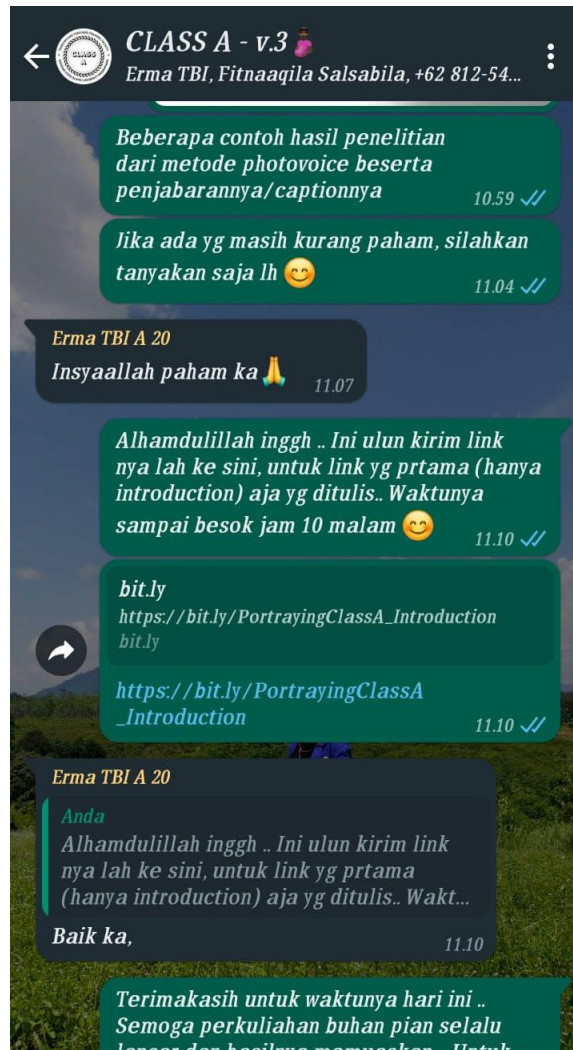 CLASS A - v.3
CLASS
A
Erma TBI, Fitnaaqila Salsabila, +62 812-54...
Beberapa contoh hasil penelitian
dari metode photovoice beserta
penjabarannya/captionnya
10.59
Jika ada yg masih kurang paham, silahkan
tanyakan saja lh 😊
11.04
Erma TBI A 20
Insyaallah paham ka🙏
11.07
Alhamdulillah inggh .. Ini ulun kirim link
nya lah ke sini, untuk link yg prtama (hanya
introduction) aja yg ditulis.. Waktunya
sampai besok jam 10 malam 😊
11.10
bit.ly
https://bit.ly/PortrayingClassA_Introduction
bit.ly
https://bit.ly/PortrayingClassA
_Introduction
11.10
Erma TBI A 20
Anda
Alhamdulillah inggh .. Ini ulun kirim link
nya lah ke sini, untuk link yg prtama
(hanya introduction) aja yg ditulis.. Wakt...
Baik ka,
11.10
Terimakasih untuk waktunya hari ini ..
Semoga perkuliahan buhan pian selalu
lancar dan hasilnya memuaskan .. Untuk